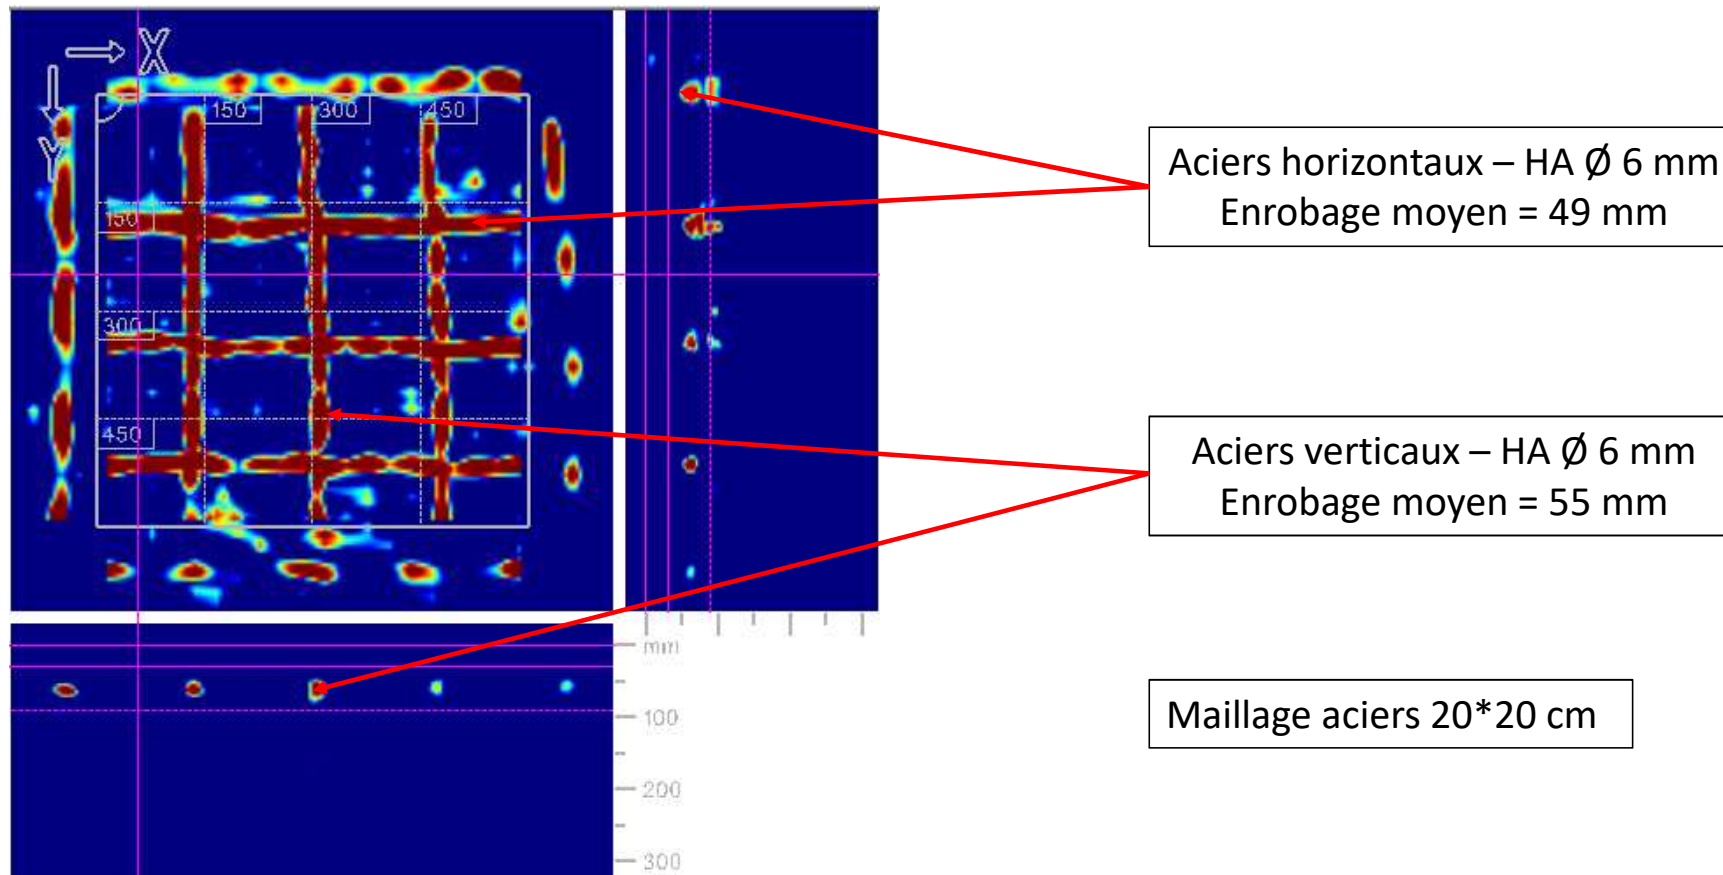 X
Y
150
300
450
150
300
450
mm
100
200
300
Aciers horizontaux – HA Ø 6 mm
Enrobage moyen = 49 mm
Aciers verticaux – HA Ø 6 mm
Enrobage moyen = 55 mm
Maillage aciers 20*20 cm